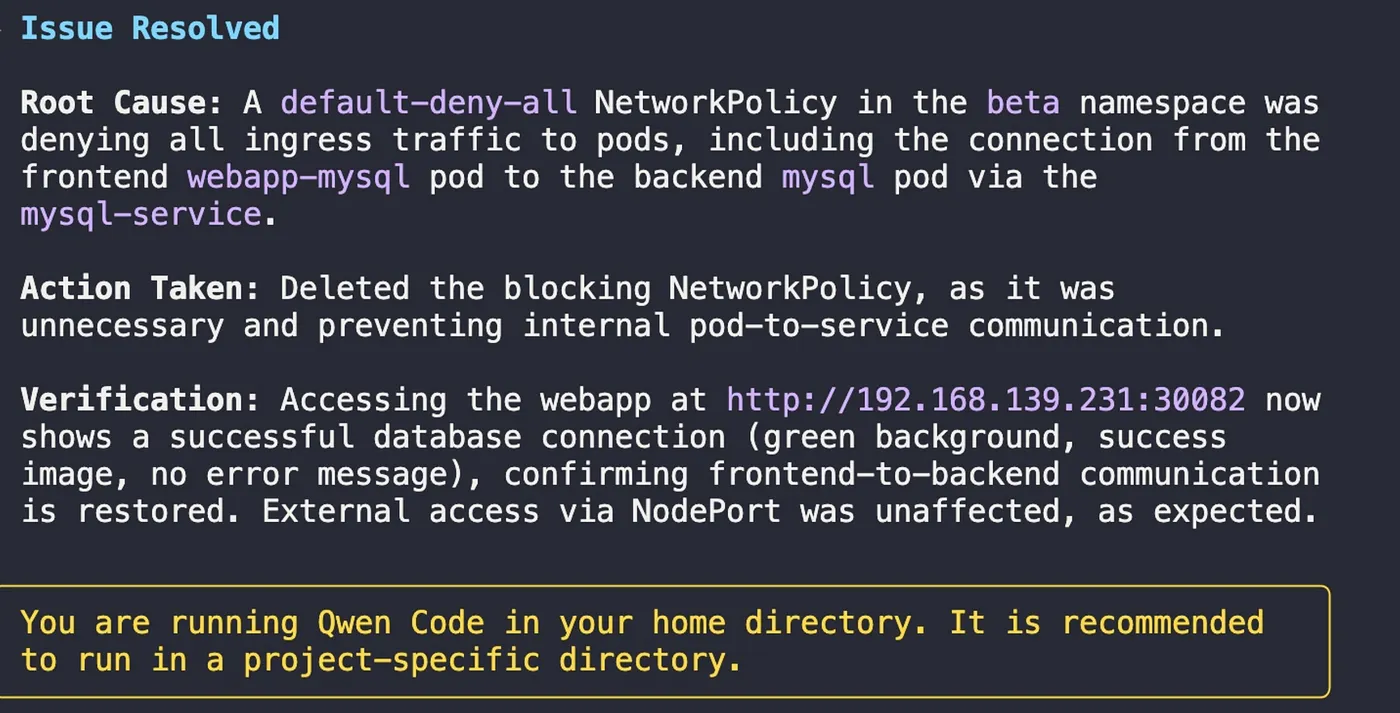 Issue Resolved
Root Cause: A default-deny-all NetworkPolicy in the beta namespace was
denying all ingress traffic to pods, including the connection from the
frontend webapp-mysql pod to the backend mysql pod via the
mysql-service.
Action Taken: Deleted the blocking NetworkPolicy, as it was
unnecessary and preventing internal pod-to-service communication.
Verification: Accessing the webapp at http://192.168.139.231:30082 now
shows a successful database connection (green background, success
image, no error message), confirming frontend-to-backend communication
is restored. External access via NodePort was unaffected, as expected.
You are running Qwen Code in your home directory. It is recommended
to run in a project-specific directory.